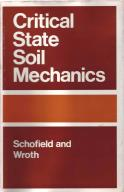 Critical
State
Soil
Mechanics
Schofield and
Wroth